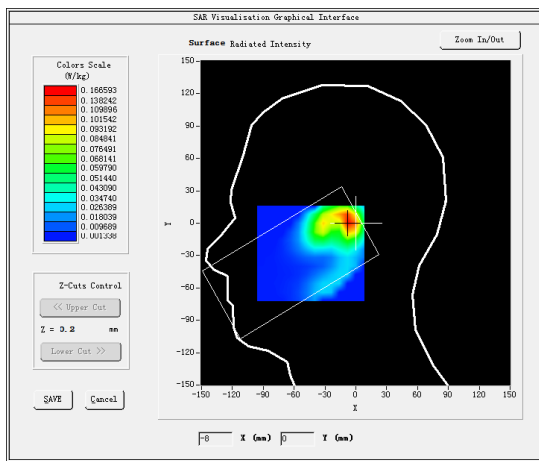 SAR Visualisation Graphical Interface
Surface Radiated Intensity
Zoom In/Out
Colors Scale
(W/kg)
0.166593
0.138242
0.109896
0.101542
0.093192
0.084841
0.076491
0.068141
0.059790
0.051440
0.043090
0.034740
0.026389
0.018039
0.009689
0.001338
150
120
90
60
30
0
-30
-60
-90
-120
-150
Y
-150 -120 -90 -60 -30 0 30 60 90 120 150
X
Z-Cuts Control
<< Upper Cut
Z = 0.2 mm
Lower Cut >>
SAVE Cancel
-8 X (mm) 0 Y (mm)